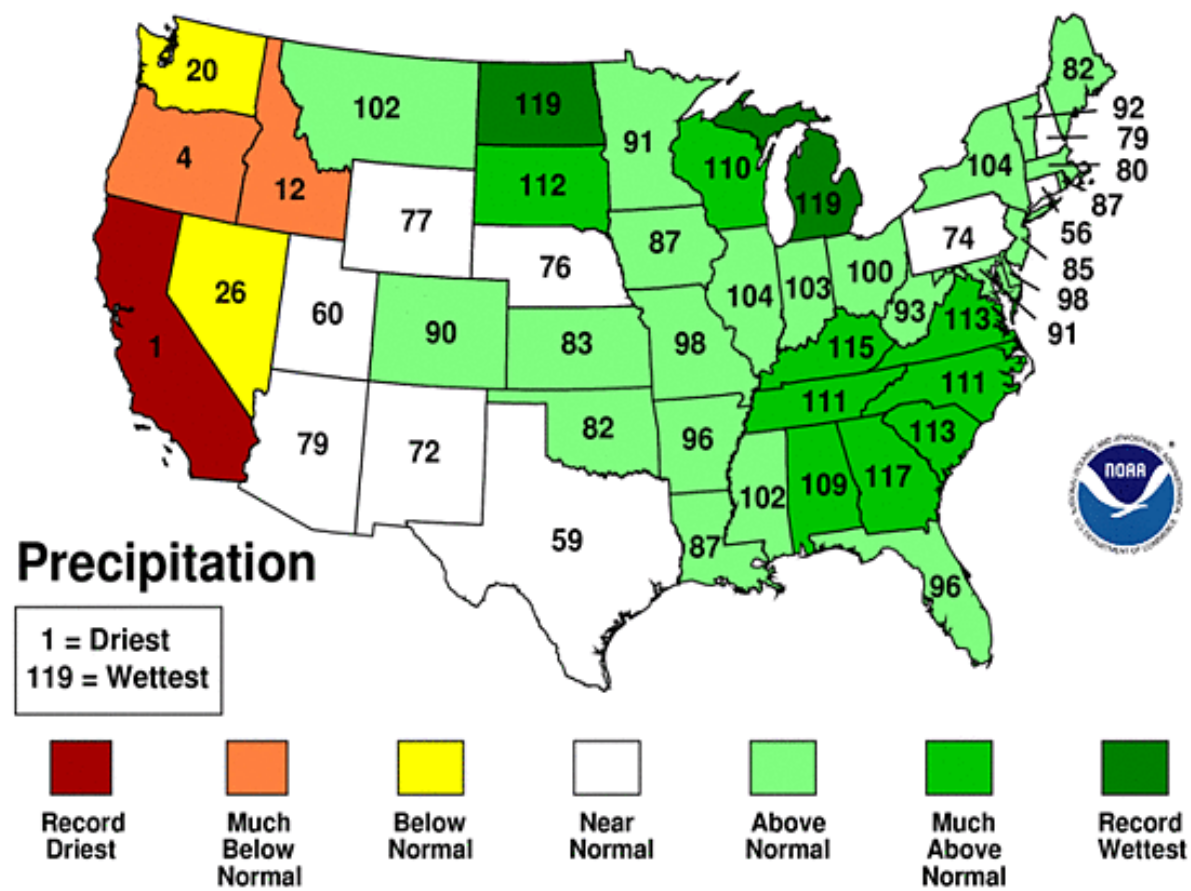 20
102
119
91
82
92
79
80
87
56
85
98
91
4
12
112
110
119
104
77
87
74
76
100
26
60
90
83
98
104
103
93
113
1
115
79
72
82
96
111
111
113
102
109
117
59
87
96
NOAA
Precipitation
1 = Driest
119 = Wettest
Record
Driest
Much
Below
Normal
Below
Normal
Near
Normal
Above
Normal
Much
Above
Normal
Record
Wettest